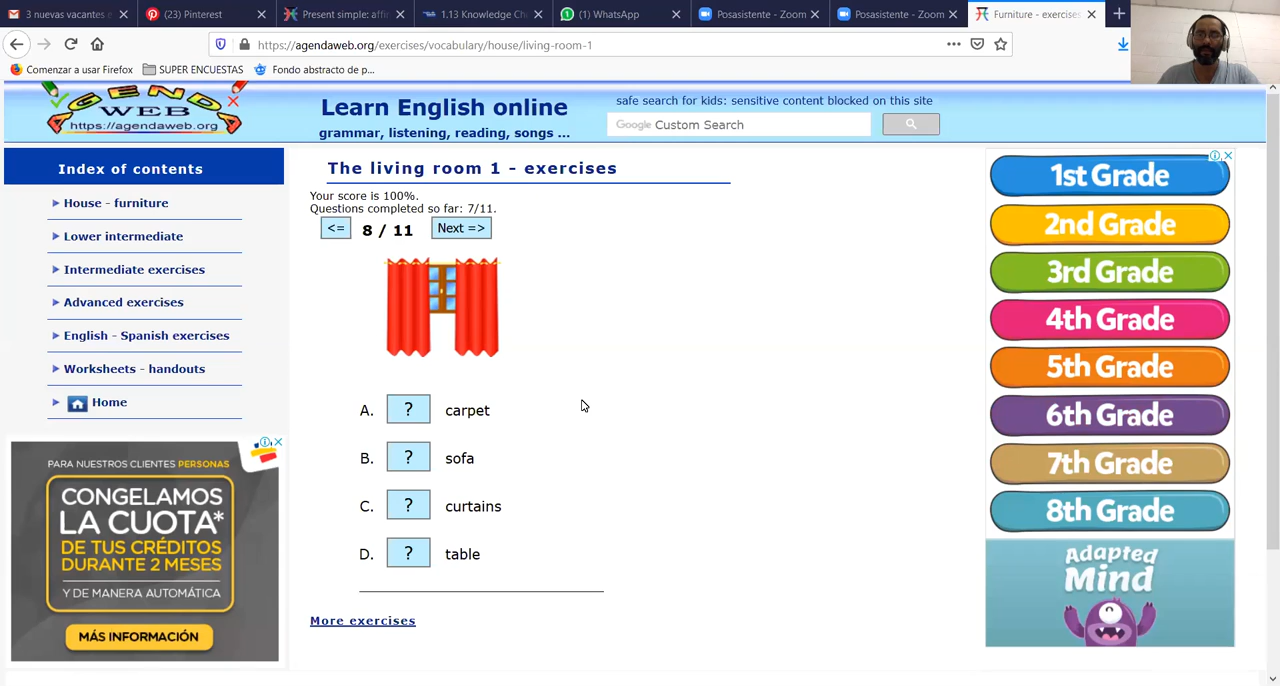 3 nuevas vacantes e
(23) Pinterest
Present simple: affi
1.13 Knowledge Ch
(1) WhatsApp
Posasistente - Zoom
Posasistente - Zoom
Furniture - exercises
https://agendaweb.org/exercises/vocabulary/house/living-room-1
Comenzar a usar Firefox
SUPER ENCUESTAS
Fondo abstracto de p...
GEND
WEB
https://agendaweb.org
Learn English online
grammar, listening, reading, songs ...
safe search for kids: sensitive content blocked on this site
Google Custom Search
Index of contents
House - furniture
Lower intermediate
Intermediate exercises
Advanced exercises
English - Spanish exercises
Worksheets - handouts
Home
PARA NUESTROS CLIENTES PERSONAS
CONGELAMOS
LA CUOTA*
DE TUS CRÉDITOS
DURANTE 2 MESES
Y DE MANERA AUTOMÁTICA
MÁS INFORMACIÓN
The living room 1 - exercises
Your score is 100%.
Questions completed so far: 7/11.
<= 8 / 11 Next =>
A. ? carpet
B. ? sofa
C. ? curtains
D. ? table
More exercises
1st Grade
2nd Grade
3rd Grade
4th Grade
5th Grade
6th Grade
7th Grade
8th Grade
Adapted
Mind